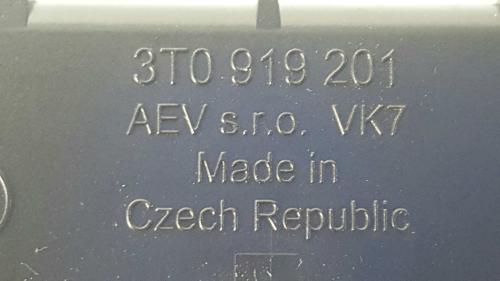 3T0 919 201
AEV s.r.o. VK7
Made in
Czech Republic